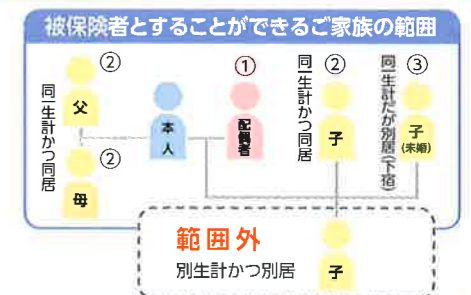 被保険者とすることができるご家族の範囲
②
父
同一生計かつ同居
②
母
本人
①
配偶者
同一生計かつ同居
②
子
同一生計だが別居(下宿)
③
子
(未婚)
範囲外
別生計かつ別居
子